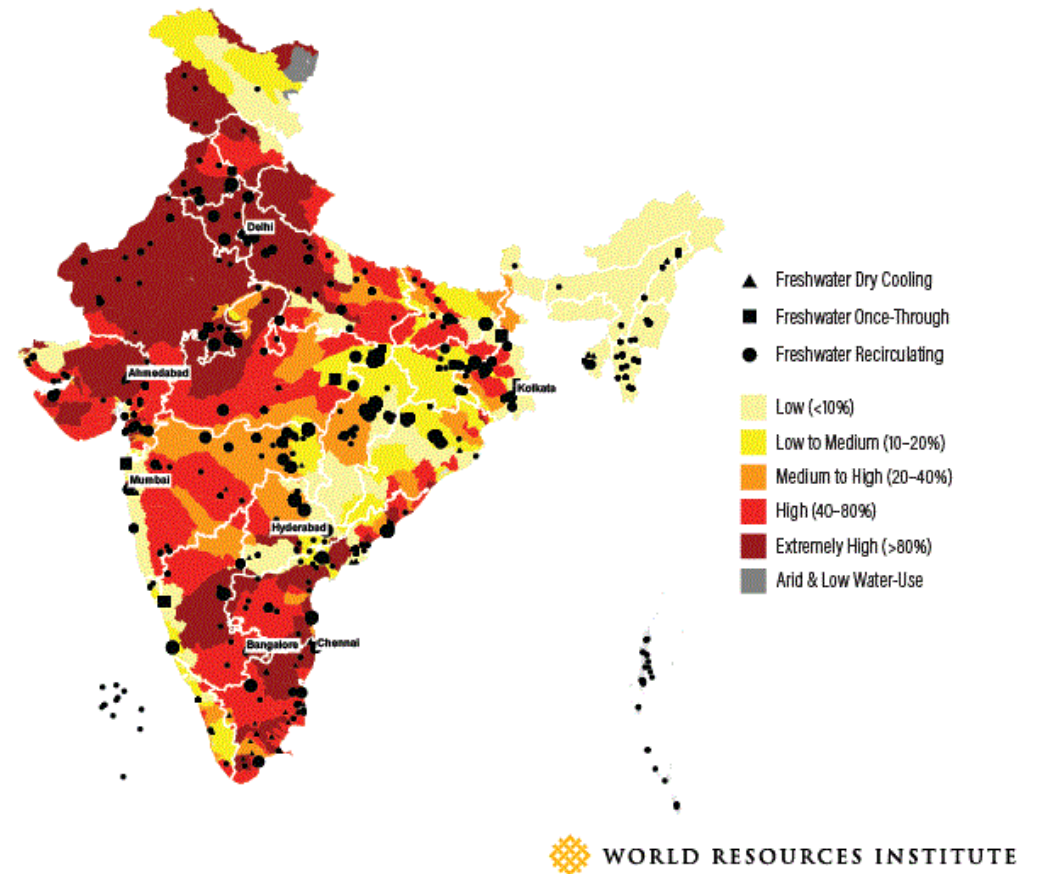 Delhi
Ahmedabad
Kolkata
Mumbai
Hyderabad
Bangalore
Chennai
Freshwater Dry Cooling
Freshwater Once-Through
Freshwater Recirculating
Low (<10%)
Low to Medium (10–20%)
Medium to High (20–40%)
High (40–80%)
Extremely High (>80%)
Arid & Low Water-Use
WORLD RESOURCES INSTITUTE